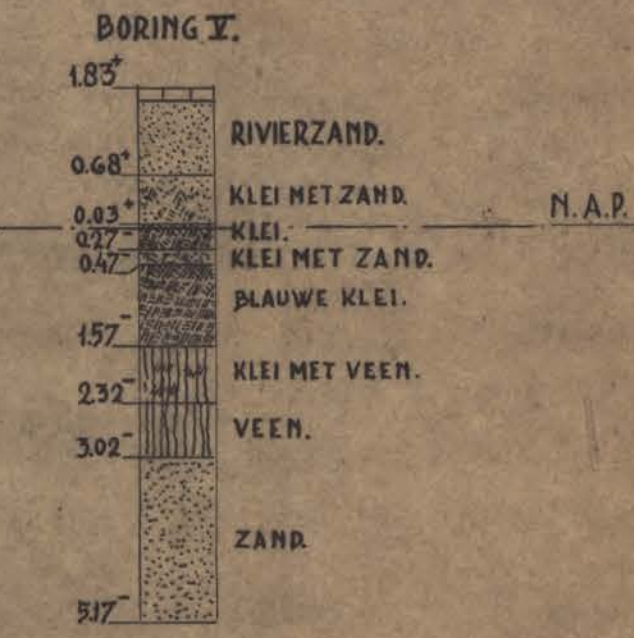 BORING V.
1.83+
RIVIERZAND.
0.68+
KLEI MET ZAND.
N.A.P.
0.03+
KLEI.
0.27-
KLEI MET ZAND.
0.47-
BLAUWE KLEI.
1.57-
KLEI MET VEEN.
2.32-
VEEN.
3.02-
ZAND.
5.17-